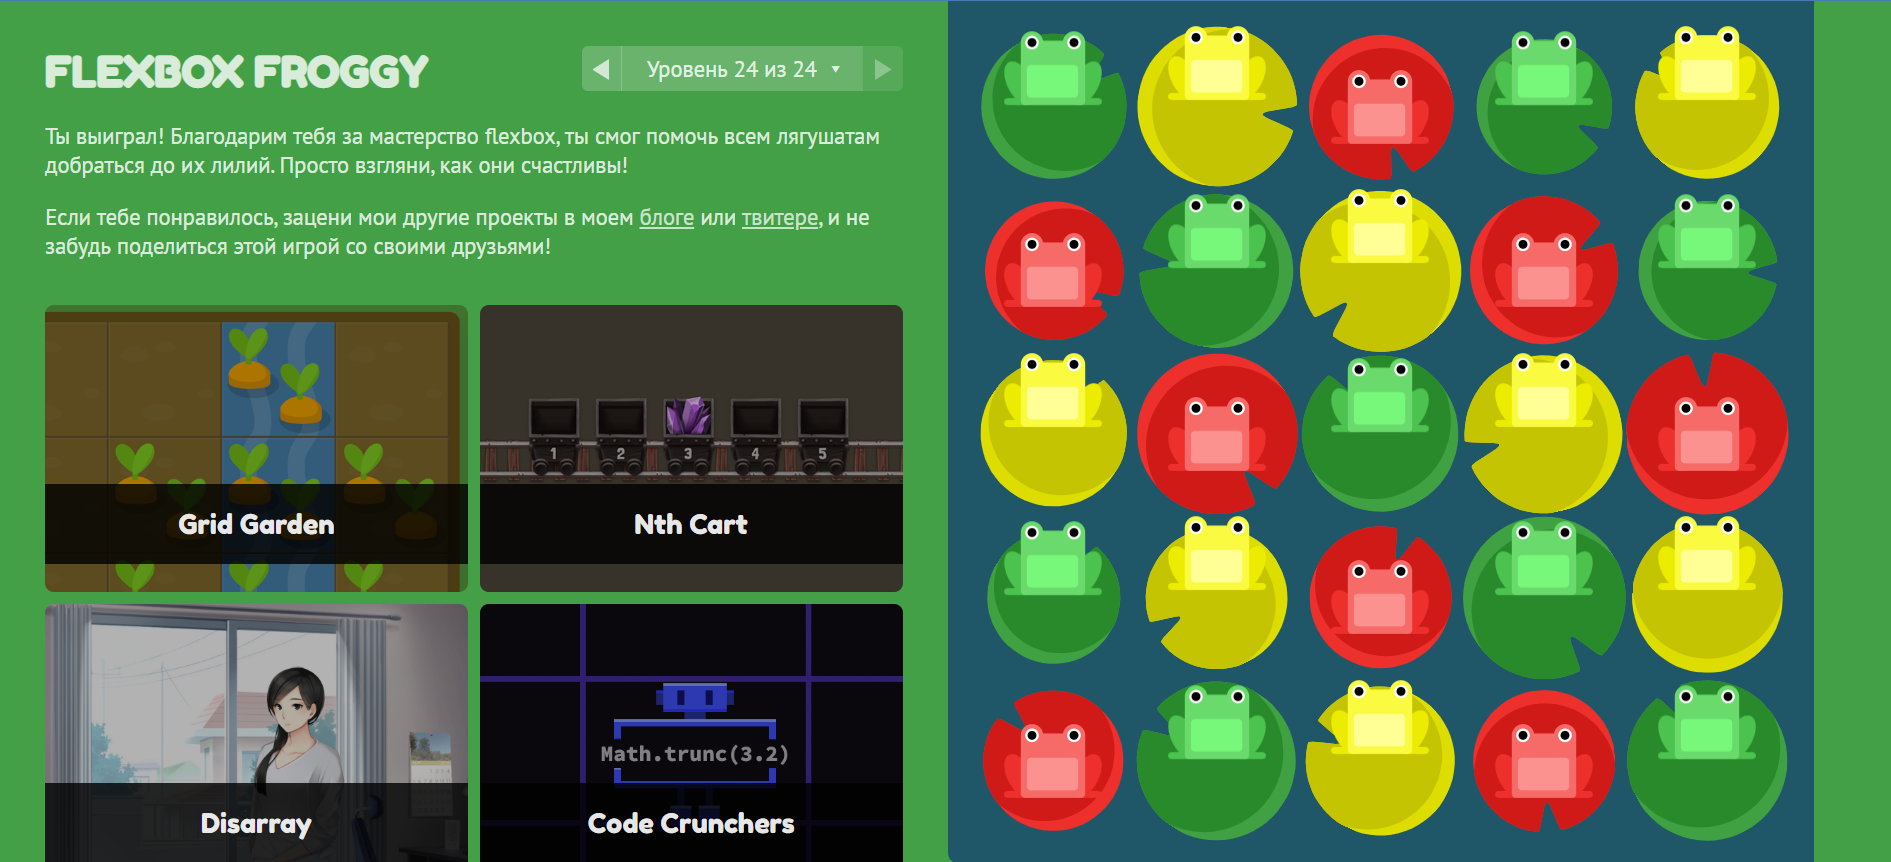 FLEXBOX FROGGY
Уровень 24 из 24
Ты выиграл! Благодарим тебя за мастерство flexbox, ты смог помочь всем лягушатам
добраться до их лилий. Просто взгляни, как они счастливы!
Если тебе понравилось, зацени мои другие проекты в моем блоге или твитере, и не
забудь поделиться этой игрой со своими друзьями!
Grid Garden
1 2 3 4 5
Nth Cart
Disarray
Math.trunc(3.2)
Code Crunchers